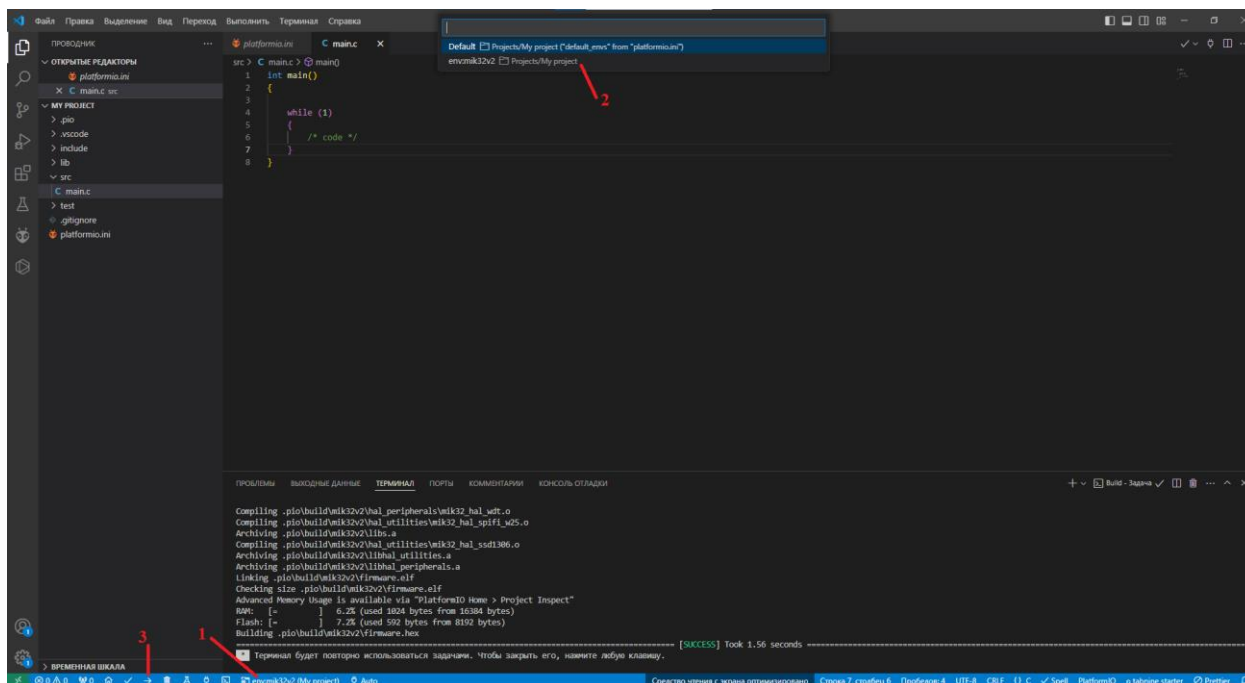 Файл Правка Выделение Вид Переход Выполнить Терминал Справка
ПРОВОДНИК
ОТКРЫТЫЕ РЕДАКТОРЫ
platformio.ini
C main.c src
MY PROJECT
.pio
.vscode
include
lib
src
C main.c
test
.gitignore
platformio.ini
ВРЕМЕННАЯ ШКАЛА
platformio.ini C main.c
src > C main.c > main()
1 int main()
2 {
3
4 while (1)
5 {
6 /* code */
7 }
8 }
Default Projects/My project ("default_envs" from "platformio.ini")
env:mik32v2 Projects/My project
2
ПРОБЛЕМЫ ВЫХОДНЫЕ ДАННЫЕ ТЕРМИНАЛ ПОРТЫ КОММЕНТАРИИ КОНСОЛЬ ОТЛАДКИ
Build - Задача
Compiling .pio\build\mik32v2\hal_peripherals\mik32_hal_wdt.o
Compiling .pio\build\mik32v2\hal_utilities\mik32_hal_spifi_w25.o
Archiving .pio\build\mik32v2\libs.a
Compiling .pio\build\mik32v2\hal_utilities\mik32_hal_ssd1306.o
Archiving .pio\build\mik32v2\libhal_utilities.a
Archiving .pio\build\mik32v2\libhal_peripherals.a
Linking .pio\build\mik32v2\firmware.elf
Checking size .pio\build\mik32v2\firmware.elf
Advanced Memory Usage is available via "PlatformIO Home > Project Inspect"
RAM: [= ] 6.2% (used 1024 bytes from 16384 bytes)
Flash: [= ] 7.2% (used 592 bytes from 8192 bytes)
Building .pio\build\mik32v2\firmware.hex
[SUCCESS] Took 1.56 seconds
* Терминал будет повторно использоваться задачами. Чтобы закрыть его, нажмите любую клавишу.
3 1
env:mik32v2 (My project) Auto
Средство чтения с экрана оптимизировано Строка 7, столбец 6 Пробелов: 4 UTF-8 CRLF {} C Spell PlatformIO tabnine starter Prettier